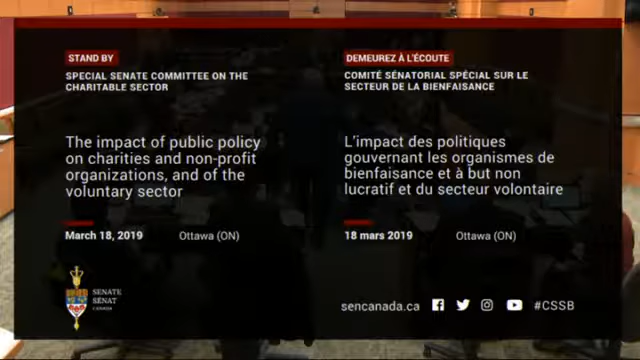 STAND BY
SPECIAL SENATE COMMITTEE ON THE
CHARITABLE SECTOR
The impact of public policy
on charities and non-profit
organizations, and of the
voluntary sector
March 18, 2019 Ottawa (ON)
DEMEUREZ À L'ÉCOUTE
COMITÉ SÉNATORIAL SPÉCIAL SUR LE
SECTEUR DE LA BIENFAISANCE
L'impact des politiques
gouvernant les organismes de
bienfaisance et à but non
lucratif et du secteur volontaire
18 mars 2019 Ottawa (ON)
SENATE
SÉNAT
CANADA
sencanada.ca #CSSB